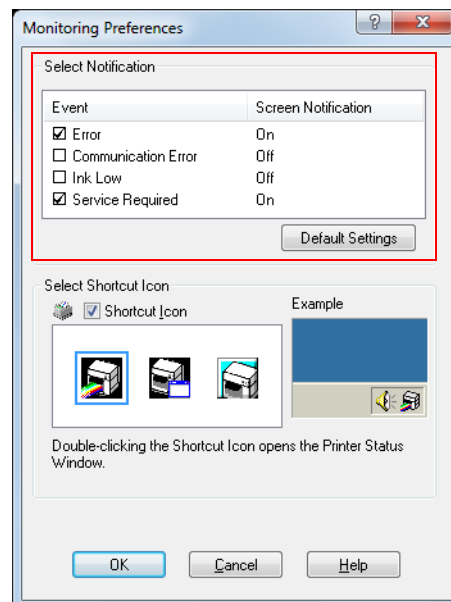 Monitoring Preferences
Select Notification
Event Screen Notification
Error On
Communication Error Off
Ink Low Off
Service Required On
Default Settings
Select Shortcut Icon
Shortcut Icon
Example
Double-clicking the Shortcut Icon opens the Printer Status
Window.
OK Cancel Help